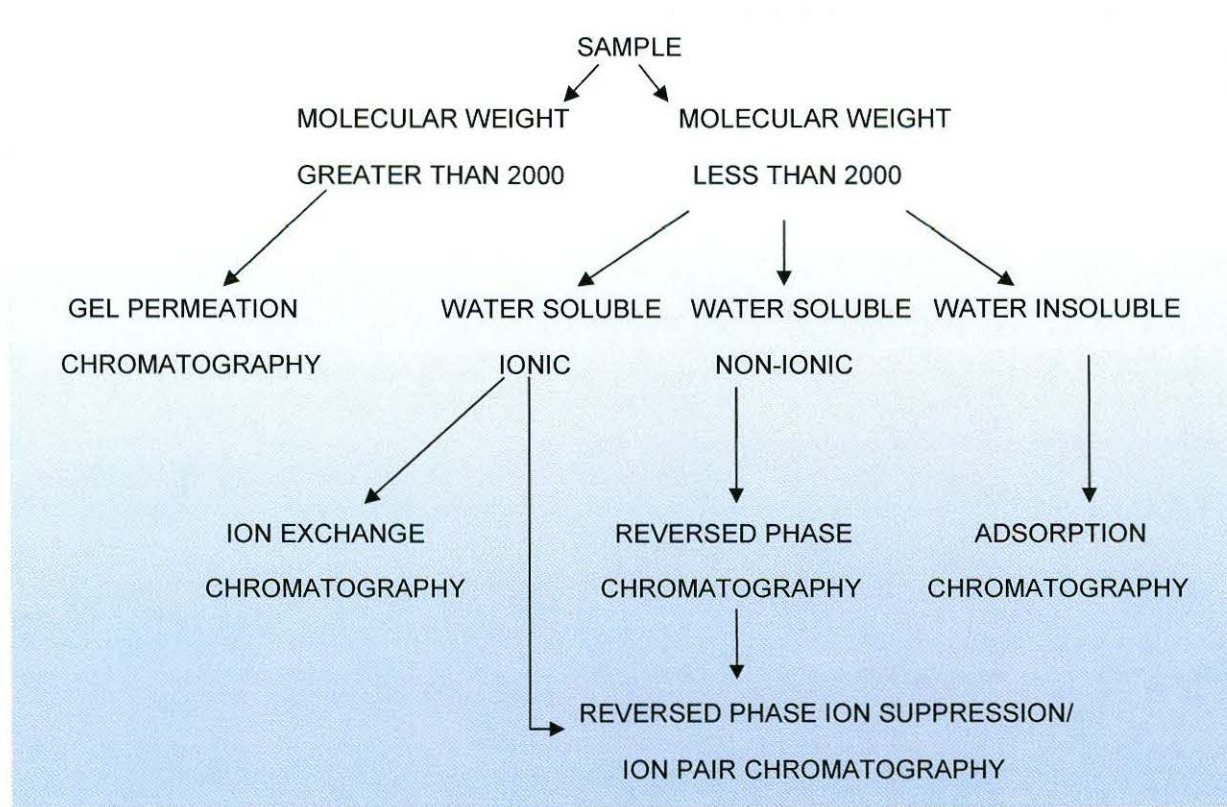 SAMPLE
MOLECULAR WEIGHT
GREATER THAN 2000
MOLECULAR WEIGHT
LESS THAN 2000
GEL PERMEATION
CHROMATOGRAPHY
WATER SOLUBLE
IONIC
WATER SOLUBLE
NON-IONIC
WATER INSOLUBLE
ION EXCHANGE
CHROMATOGRAPHY
REVERSED PHASE
CHROMATOGRAPHY
ADSORPTION
CHROMATOGRAPHY
REVERSED PHASE ION SUPPRESSION/
ION PAIR CHROMATOGRAPHY